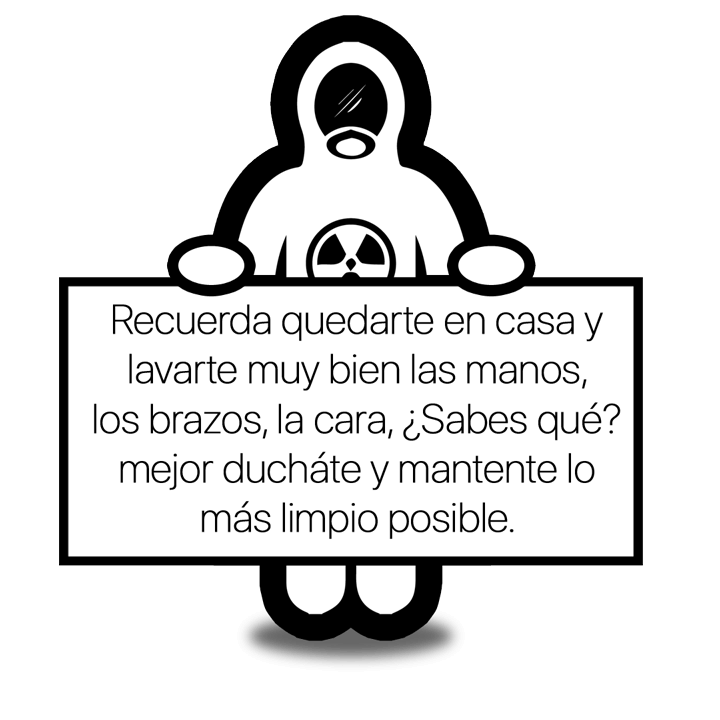 Recuerda quedarte en casa y
lavarte muy bien las manos,
los brazos, la cara, ¿Sabes qué?
mejor ducháte y mantente lo
más limpio posible.